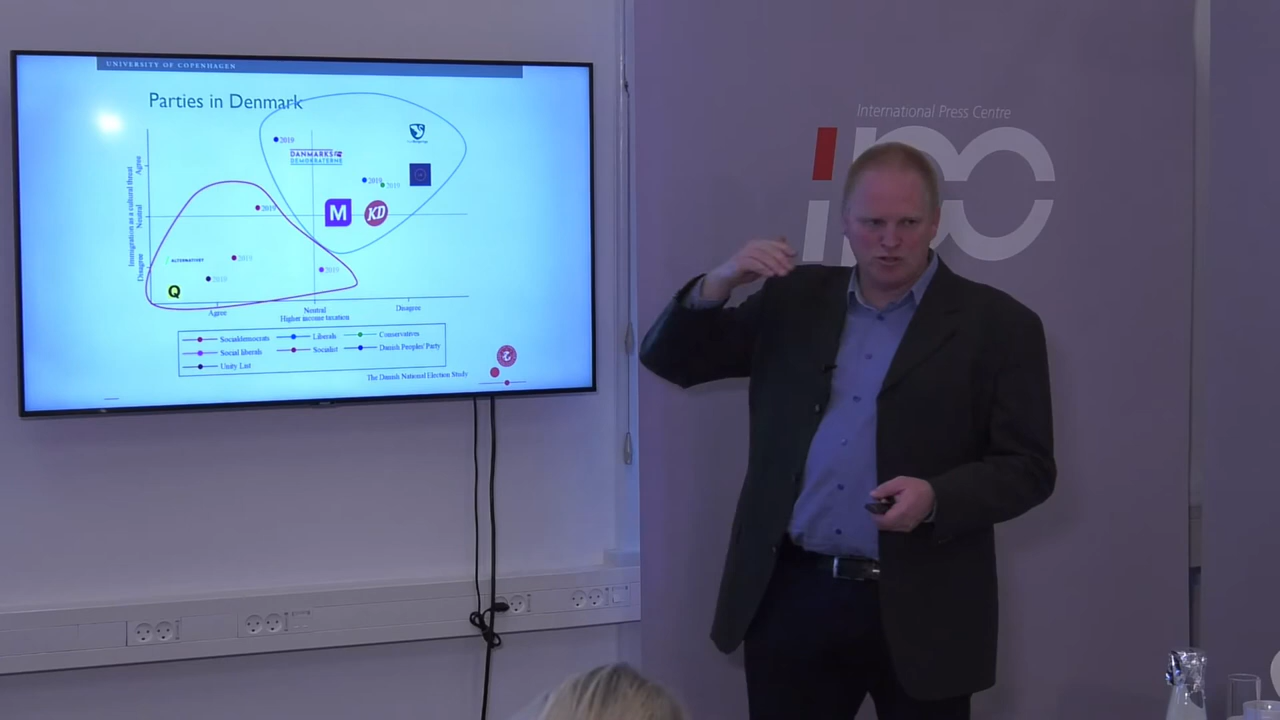 UNIVERSITY OF COPENHAGEN
Parties in Denmark
International Press Centre
ipc
2019
DANMARKS
DEMOKRATERNE
2019
2019
M
KD
2019
ALTERNATIVET
2019
2019
2019
Q
Immigration as a cultural threat
Agree
Neutral
Disagree
Agree
Neutral
Disagree
Higher income taxation
Socialdemocrats
Liberals
Conservatives
Social liberals
Socialist
Danish Peoples' Party
Unity List
The Danish National Election Study